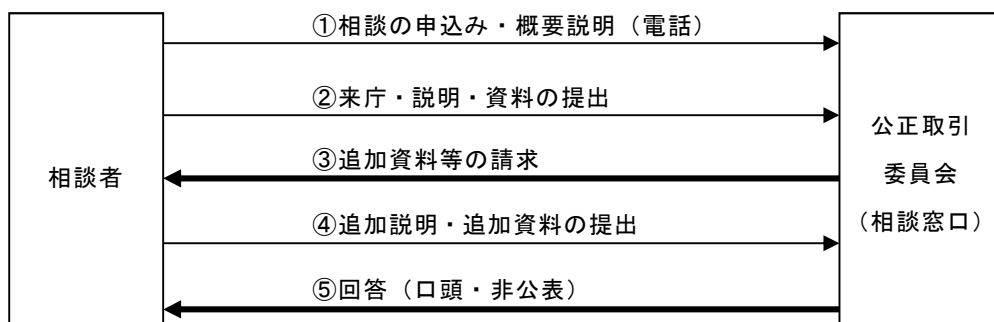 ①相談の申込み・概要説明（電話）
②来庁・説明・資料の提出
③追加資料等の請求
④追加説明・追加資料の提出
⑤回答（口頭・非公表）
相談者
公正取引
委員会
（相談窓口）